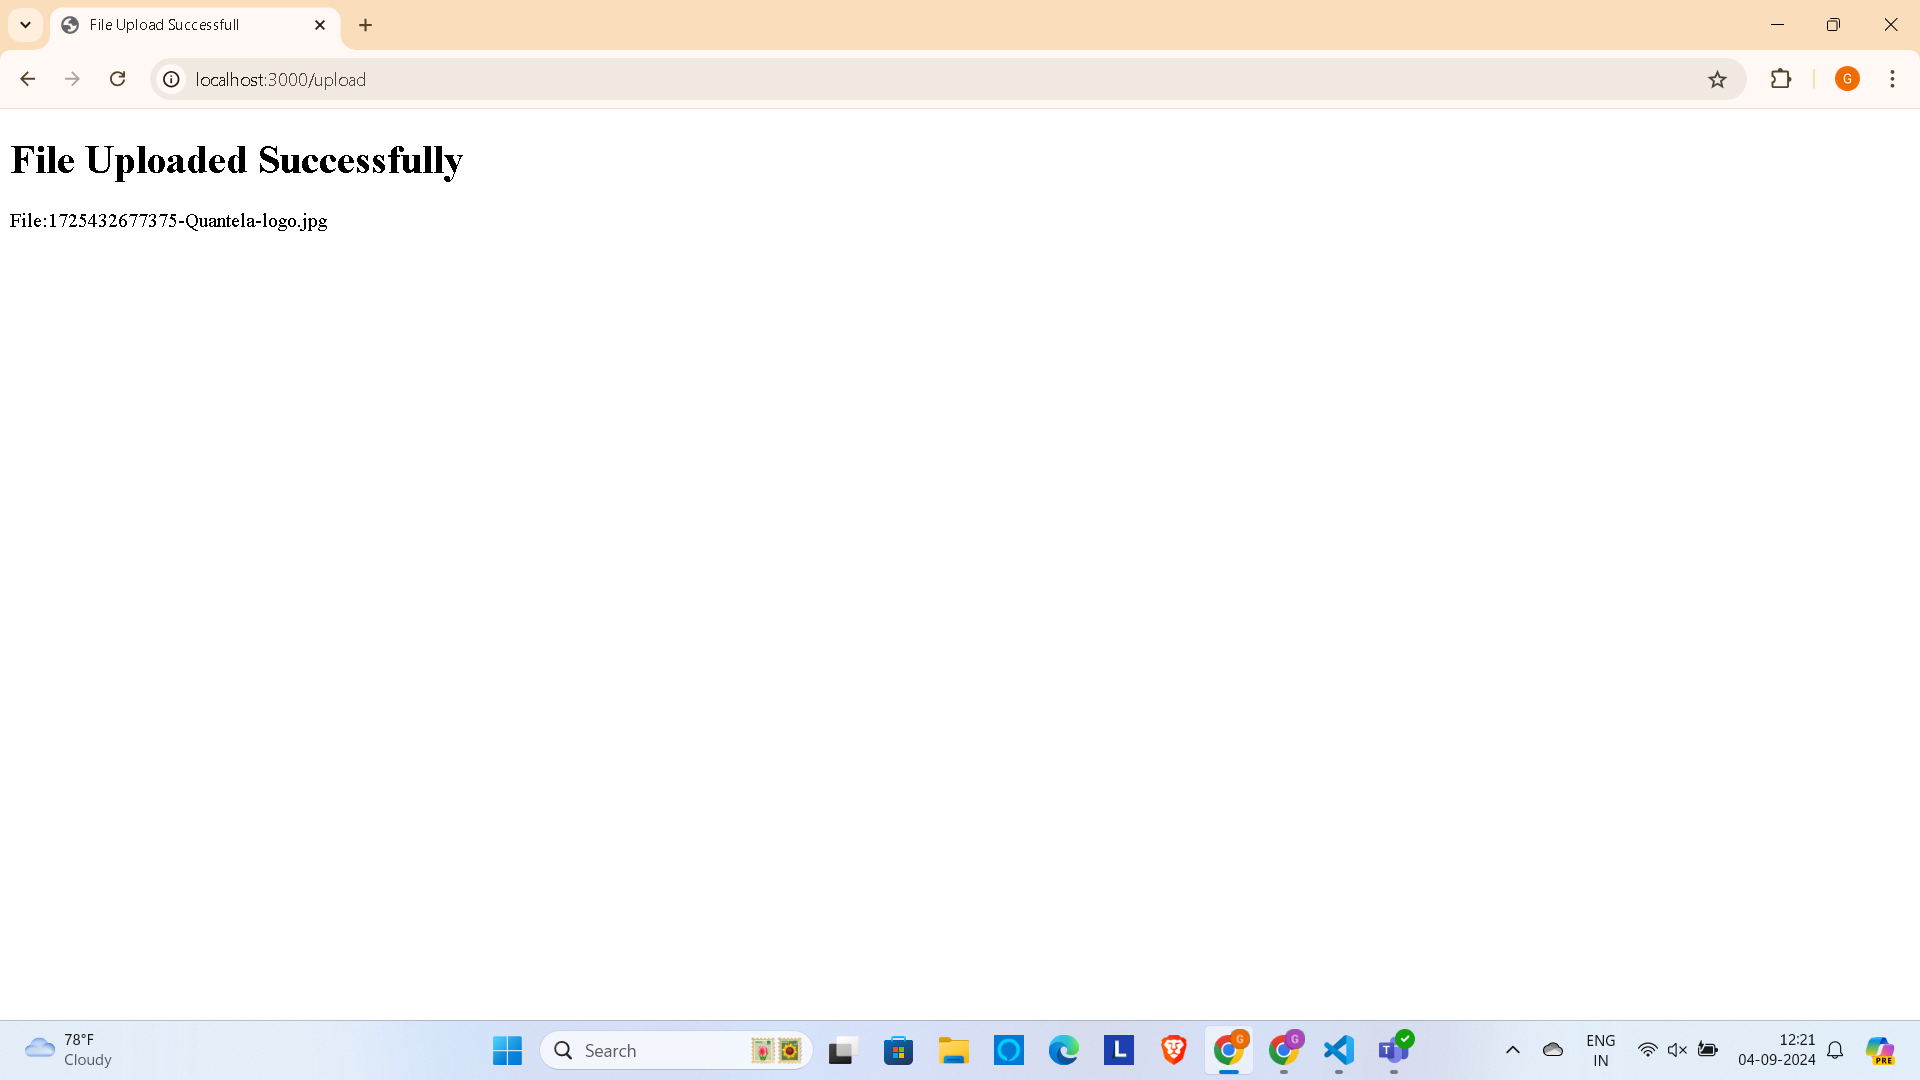 File Upload Successfull
localhost:3000/upload
G
File Uploaded Successfully
File:1725432677375-Quantela-logo.jpg
78°F
Cloudy
Search
L
G
G
T
ENG
IN
12:21
04-09-2024
PRE